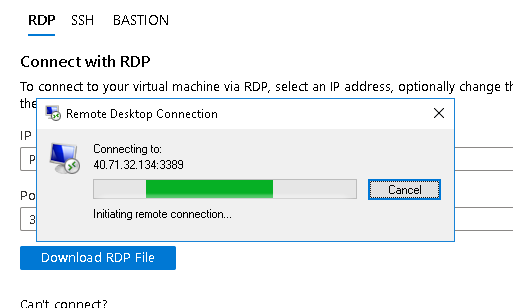 RDP SSH BASTION
Connect with RDP
To connect to your virtual machine via RDP, select an IP address, optionally change th
the
Remote Desktop Connection
IP
P
Connecting to:
40.71.32.134:3389
Cancel
Po
3
Initiating remote connection...
Download RDP File
Can't connect?